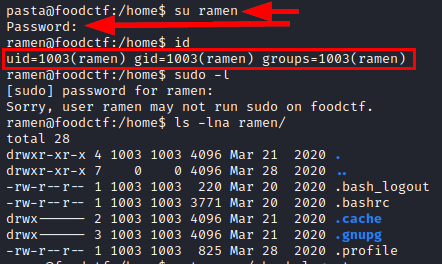 pasta@foodctf:/home$ su ramen
Password:
ramen@foodctf:/home$ id
uid=1003(ramen) gid=1003(ramen) groups=1003(ramen)
ramen@foodctf:/home$ sudo -l
[sudo] password for ramen:
Sorry, user ramen may not run sudo on foodctf.
ramen@foodctf:/home$ ls -lna ramen/
total 28
drwxr-xr-x 4 1003 1003 4096 Mar 21  2020 .
drwxr-xr-x 7    0    0 4096 Mar 28  2020 ..
-rw-r--r-- 1 1003 1003  220 Mar 20  2020 .bash_logout
-rw-r--r-- 1 1003 1003 3771 Mar 20  2020 .bashrc
drwx------ 2 1003 1003 4096 Mar 21  2020 .cache
drwx------ 3 1003 1003 4096 Mar 21  2020 .gnupg
-rw-r--r-- 1 1003 1003  825 Mar 28  2020 .profile